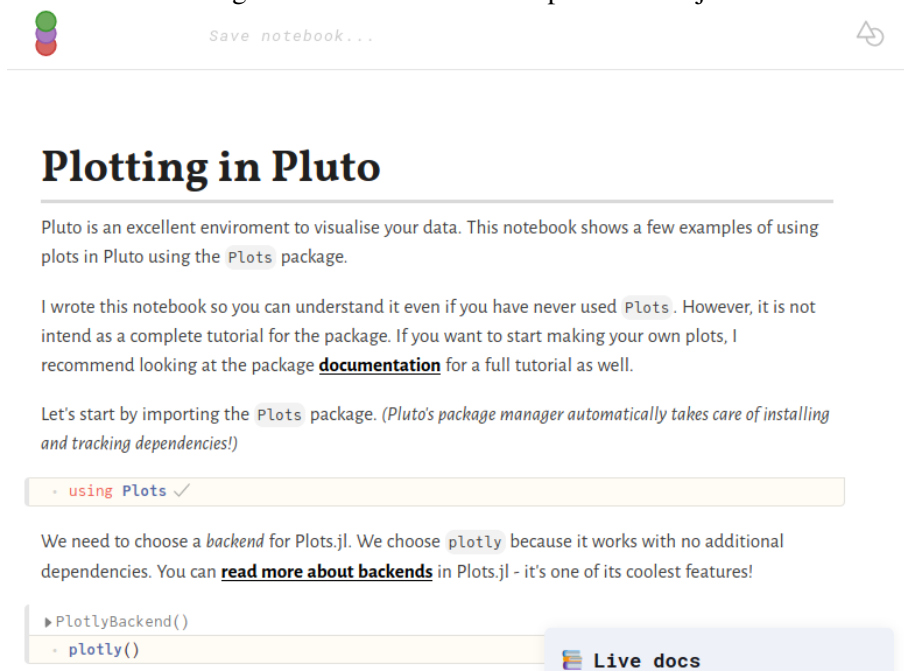 Save notebook...
Plotting in Pluto
Pluto is an excellent enviroment to visualise your data. This notebook shows a few examples of using
plots in Pluto using the Plots package.
I wrote this notebook so you can understand it even if you have never used Plots. However, it is not
intend as a complete tutorial for the package. If you want to start making your own plots, I
recommend looking at the package documentation for a full tutorial as well.
Let's start by importing the Plots package. (Pluto's package manager automatically takes care of installing
and tracking dependencies!)
using Plots
We need to choose a backend for Plots.jl. We choose plotly because it works with no additional
dependencies. You can read more about backends in Plots.jl - it's one of its coolest features!
PlotlyBackend()
plotly()
Live docs